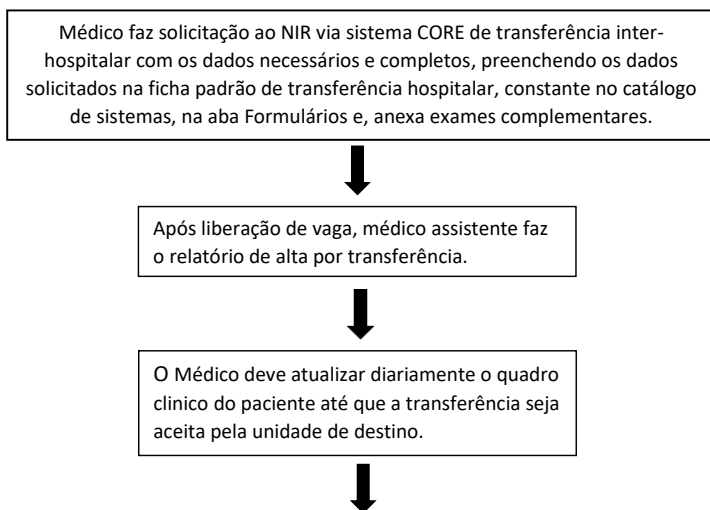 Médico faz solicitação ao NIR via sistema CORE de transferência inter-
hospitalar com os dados necessários e completos, preenchendo os dados
solicitados na ficha padrão de transferência hospitalar, constante no catálogo
de sistemas, na aba Formulários e, anexa exames complementares.
Após liberação de vaga, médico assistente faz
o relatório de alta por transferência.
O Médico deve atualizar diariamente o quadro
clinico do paciente até que a transferência seja
aceita pela unidade de destino.